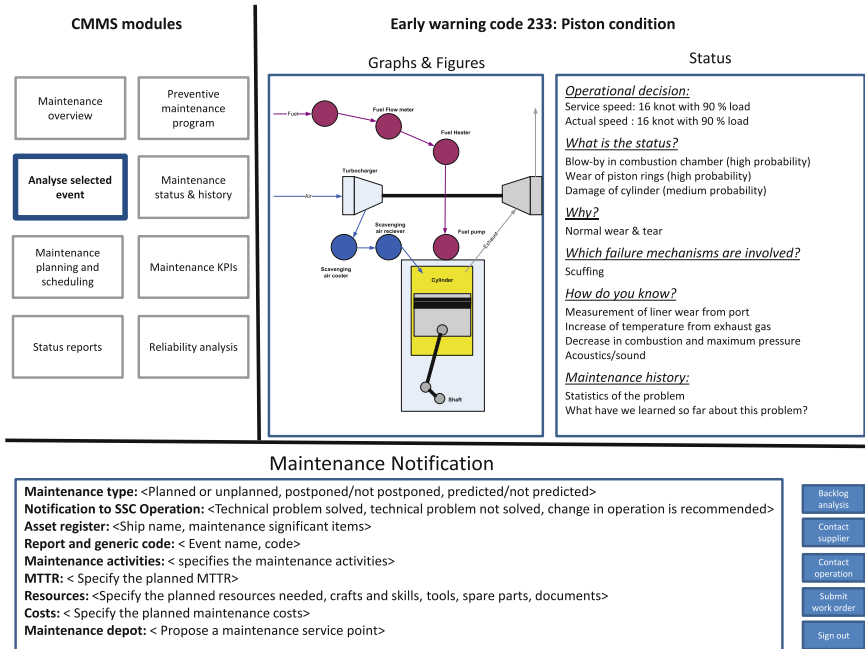 CMMS modules
Maintenance
overview
Preventive
maintenance
program
Analyse selected
event
Maintenance
status & history
Maintenance
planning and
scheduling
Maintenance KPIs
Status reports
Reliability analysis
Early warning code 233: Piston condition
Graphs & Figures
Fuel
Fuel Flow meter
Fuel Heater
Turbocharger
Air
Scavenging
air reciever
Fuel pump
Exhaust
Scavenging
air cooler
Cylinder
Shaft
Status
Operational decision:
Service speed: 16 knot with 90 % load
Actual speed : 16 knot with 90 % load
What is the status?
Blow-by in combustion chamber (high probability)
Wear of piston rings (high probability)
Damage of cylinder (medium probability)
Why?
Normal wear & tear
Which failure mechanisms are involved?
Scuffing
How do you know?
Measurement of liner wear from port
Increase of temperature from exhaust gas
Decrease in combustion and maximum pressure
Acoustics/sound
Maintenance history:
Statistics of the problem
What have we learned so far about this problem?
Maintenance Notification
Maintenance type: <Planned or unplanned, postponed/not postponed, predicted/not predicted>
Notification to SSC Operation: <Technical problem solved, technical problem not solved, change in operation is recommended>
Asset register: <Ship name, maintenance significant items>
Report and generic code: < Event name, code>
Maintenance activities: < specifies the maintenance activities>
MTTR: < Specify the planned MTTR>
Resources: <Specify the planned resources needed, crafts and skills, tools, spare parts, documents>
Costs: < Specify the planned maintenance costs>
Maintenance depot: < Propose a maintenance service point>
Backlog
analysis
Contact
supplier
Contact
operation
Submit
work order
Sign out